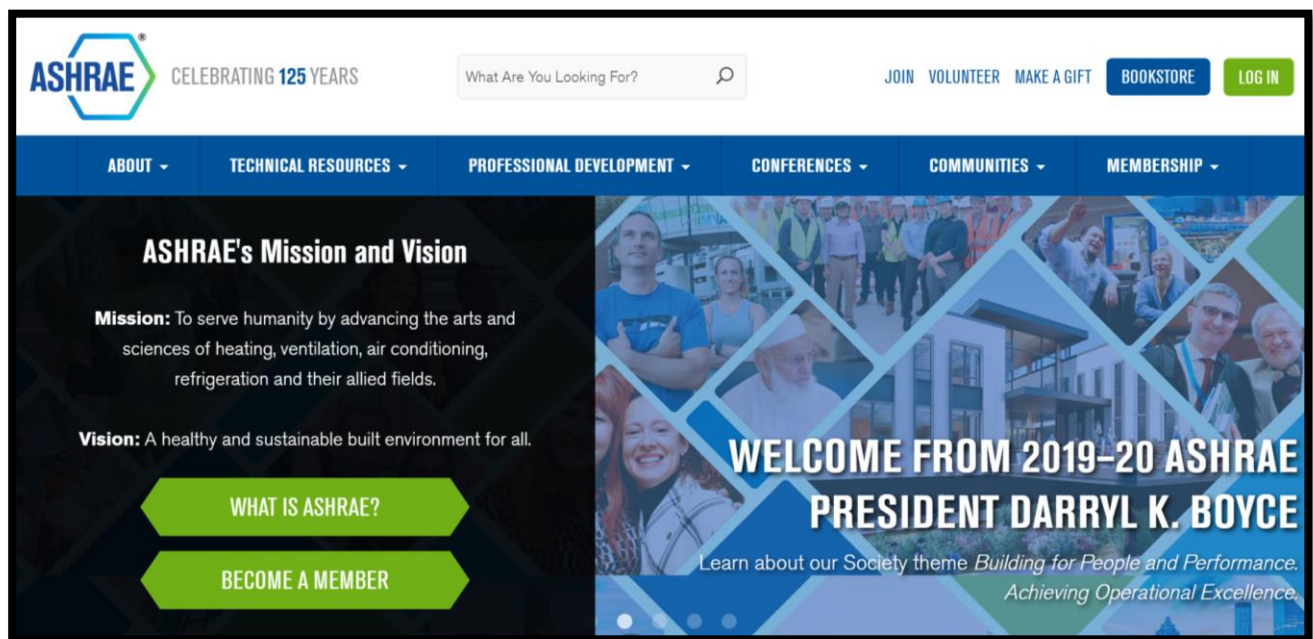 ASHRAE®
CELEBRATING 125 YEARS
What Are You Looking For?
JOIN VOLUNTEER MAKE A GIFT BOOKSTORE LOG IN
ABOUT TECHNICAL RESOURCES PROFESSIONAL DEVELOPMENT CONFERENCES COMMUNITIES MEMBERSHIP
ASHRAE's Mission and Vision
Mission: To serve humanity by advancing the arts and
sciences of heating, ventilation, air conditioning,
refrigeration and their allied fields.
Vision: A healthy and sustainable built environment for all.
WHAT IS ASHRAE?
BECOME A MEMBER
WELCOME FROM 2019–20 ASHRAE
PRESIDENT DARRYL K. BOYCE
Learn about our Society theme Building for People and Performance.
Achieving Operational Excellence.